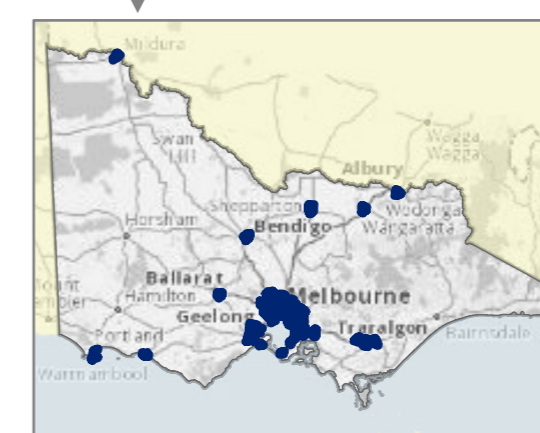 Mildura
Wagga
Wagga
Swan
Hill
Albury
Shepparton
Wodonga
Bendigo
Wangaratta
Horsham
Ballarat
Hamilton
Melbourne
Geelong
Traralgon
Bairnsdale
Portland
Warrnambool